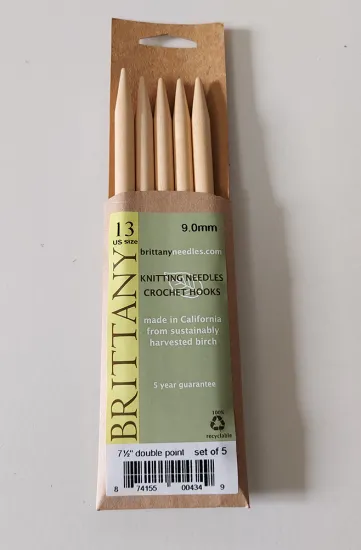 13
US size
9.0mm
BRITTANY
brittanyneedles.com
KNITTING NEEDLES
CROCHET HOOKS
made in California
from sustainably
harvested birch
5 year guarantee
100%
recyclable
7½" double point set of 5
8 74155 00434 9